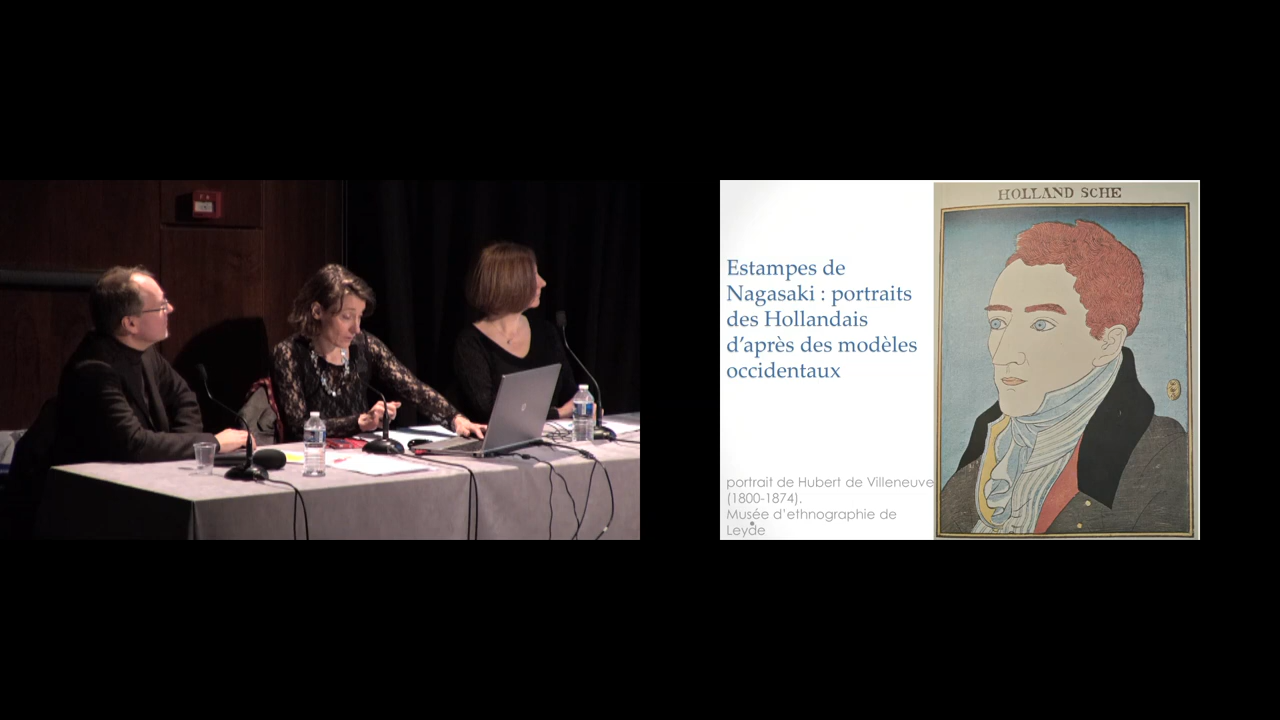 Estampes de
Nagasaki : portraits
des Hollandais
d'après des modèles
occidentaux
portrait de Hubert de Villeneuve
(1800-1874).
Musée d'ethnographie de
Leyde
HOLLAND SCHE